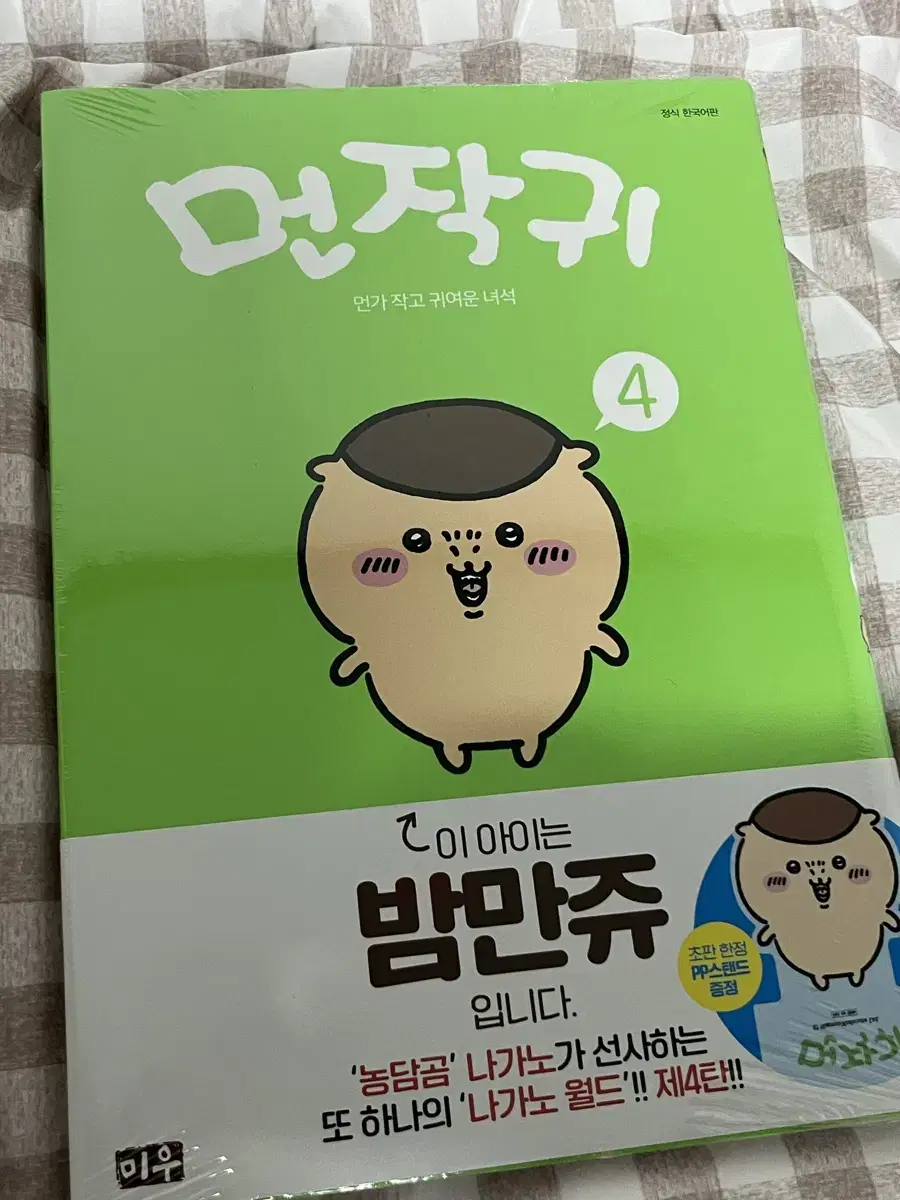 정식 한국어판
먼작귀
먼가 작고 귀여운 녀석
4
이 아이는
밤만쥬
입니다.
초판 한정
PP스탠드
증정
'농담곰' 나가노가 선사하는
또 하나의 '나가노 월드'!! 제4탄!!
미우